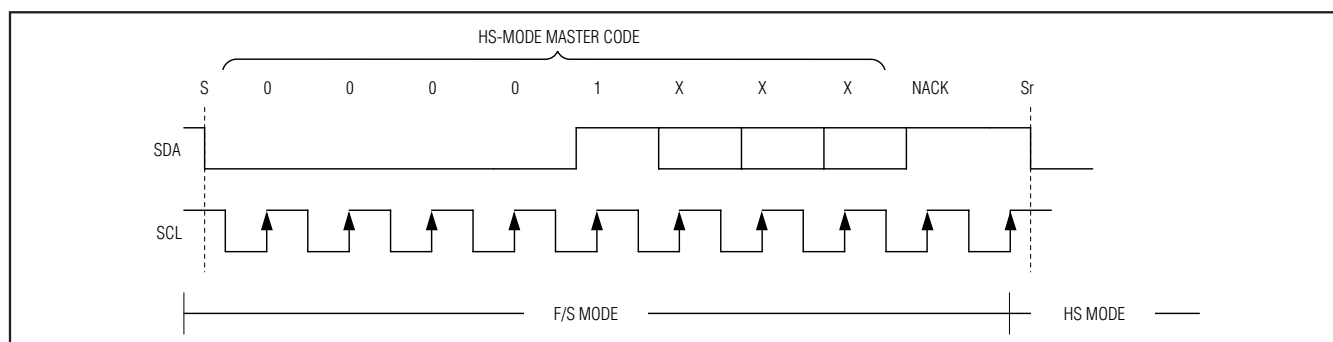 HS-MODE MASTER CODE
S 0 0 0 0 1 X X X NACK Sr
SDA
SCL
F/S MODE HS MODE